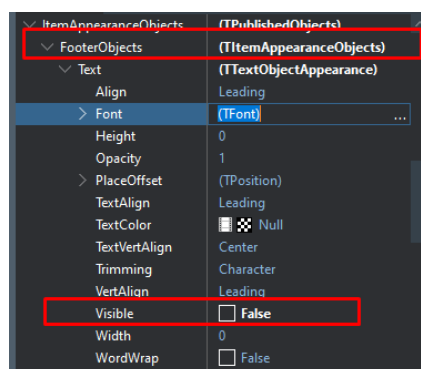 ItemAppearanceObjects (TPublishedObjects)
FooterObjects (TItemAppearanceObjects)
Text (TTextObjectAppearance)
Align Leading
Font (TFont) ...
Height 0
Opacity 1
PlaceOffset (TPosition)
TextAlign Leading
TextColor Null
TextVertAlign Center
Trimming Character
VertAlign Leading
Visible False
Width 0
WordWrap False